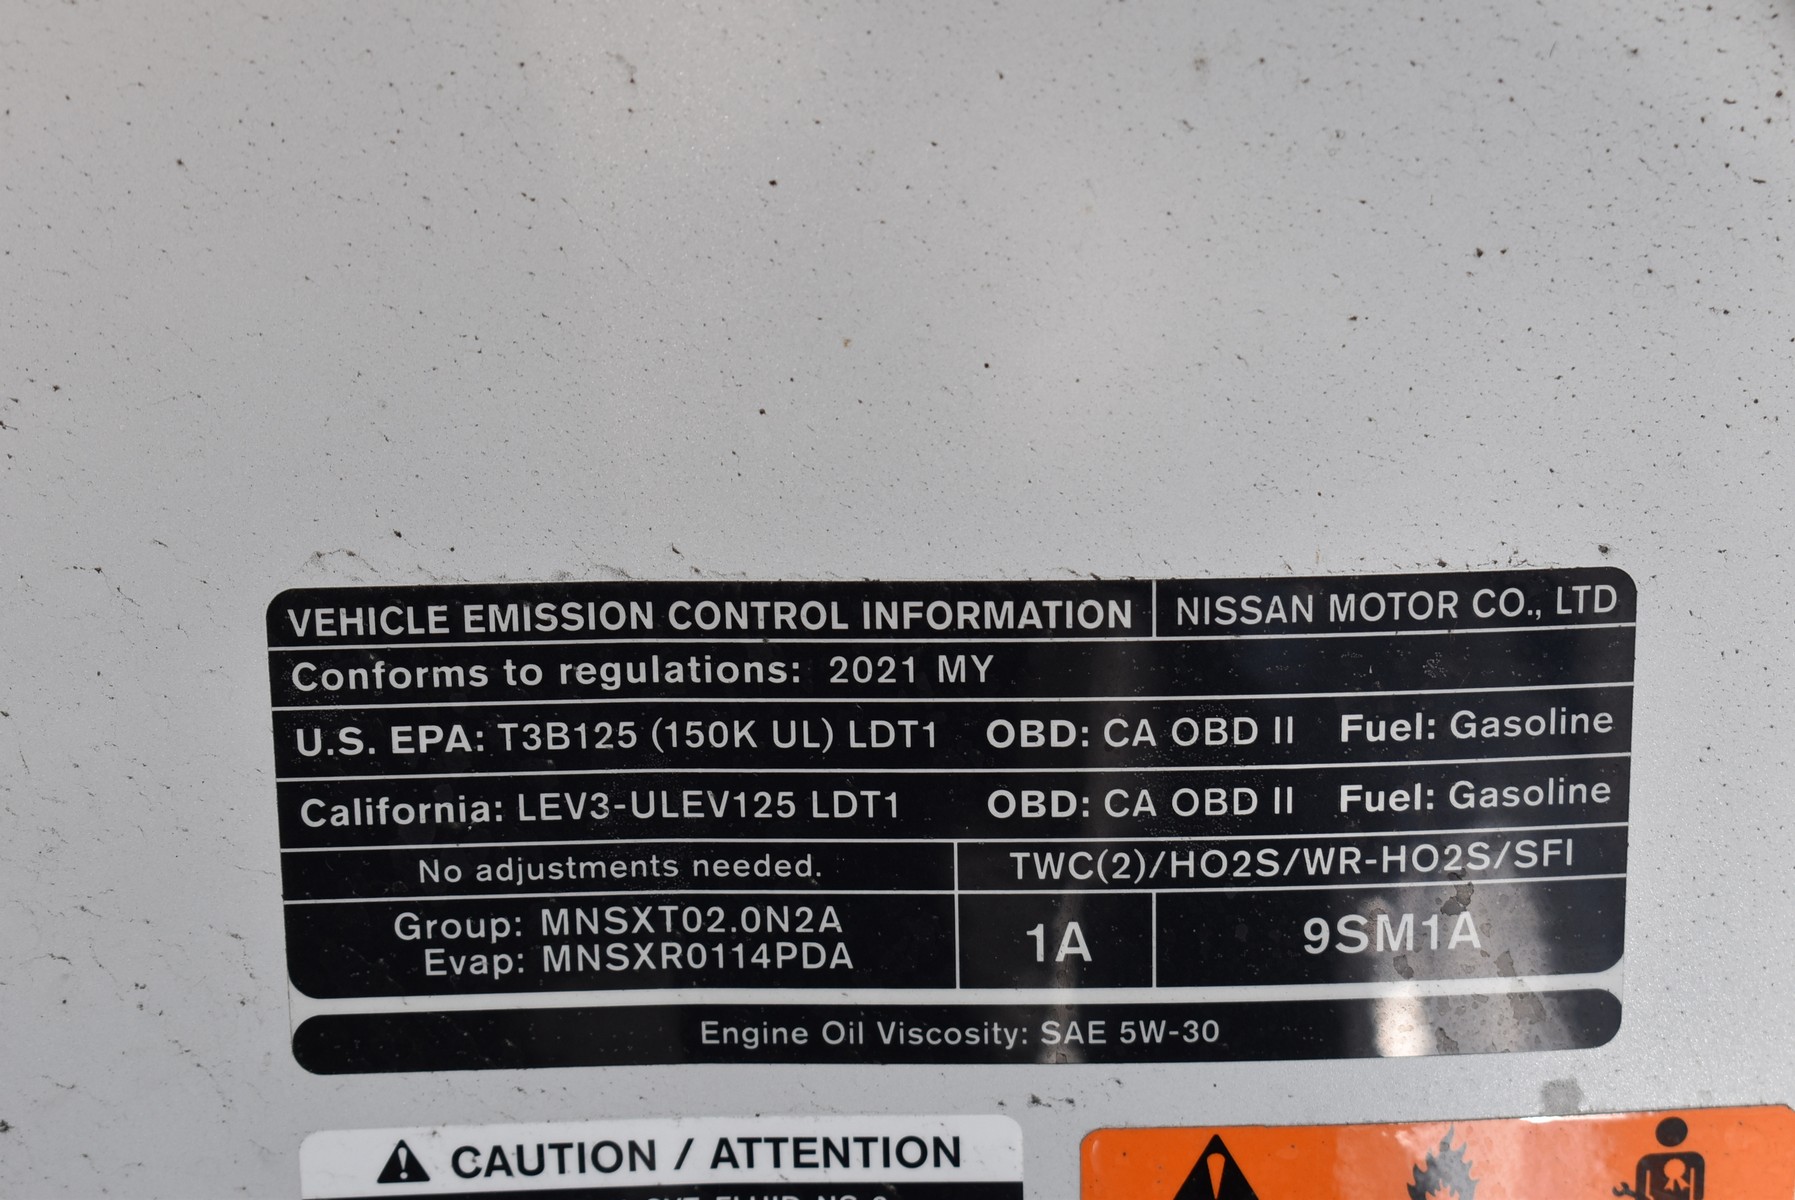 VEHICLE EMISSION CONTROL INFORMATION NISSAN MOTOR CO., LTD
Conforms to regulations: 2021 MY
U.S. EPA: T3B125 (150K UL) LDT1 OBD: CA OBD II Fuel: Gasoline
California: LEV3-ULEV125 LDT1 OBD: CA OBD II Fuel: Gasoline
No adjustments needed. TWC(2)/HO2S/WR-HO2S/SFI
Group: MNSXT02.0N2A
Evap: MNSXR0114PDA
1A 9SM1A
Engine Oil Viscosity: SAE 5W-30
CAUTION / ATTENTION